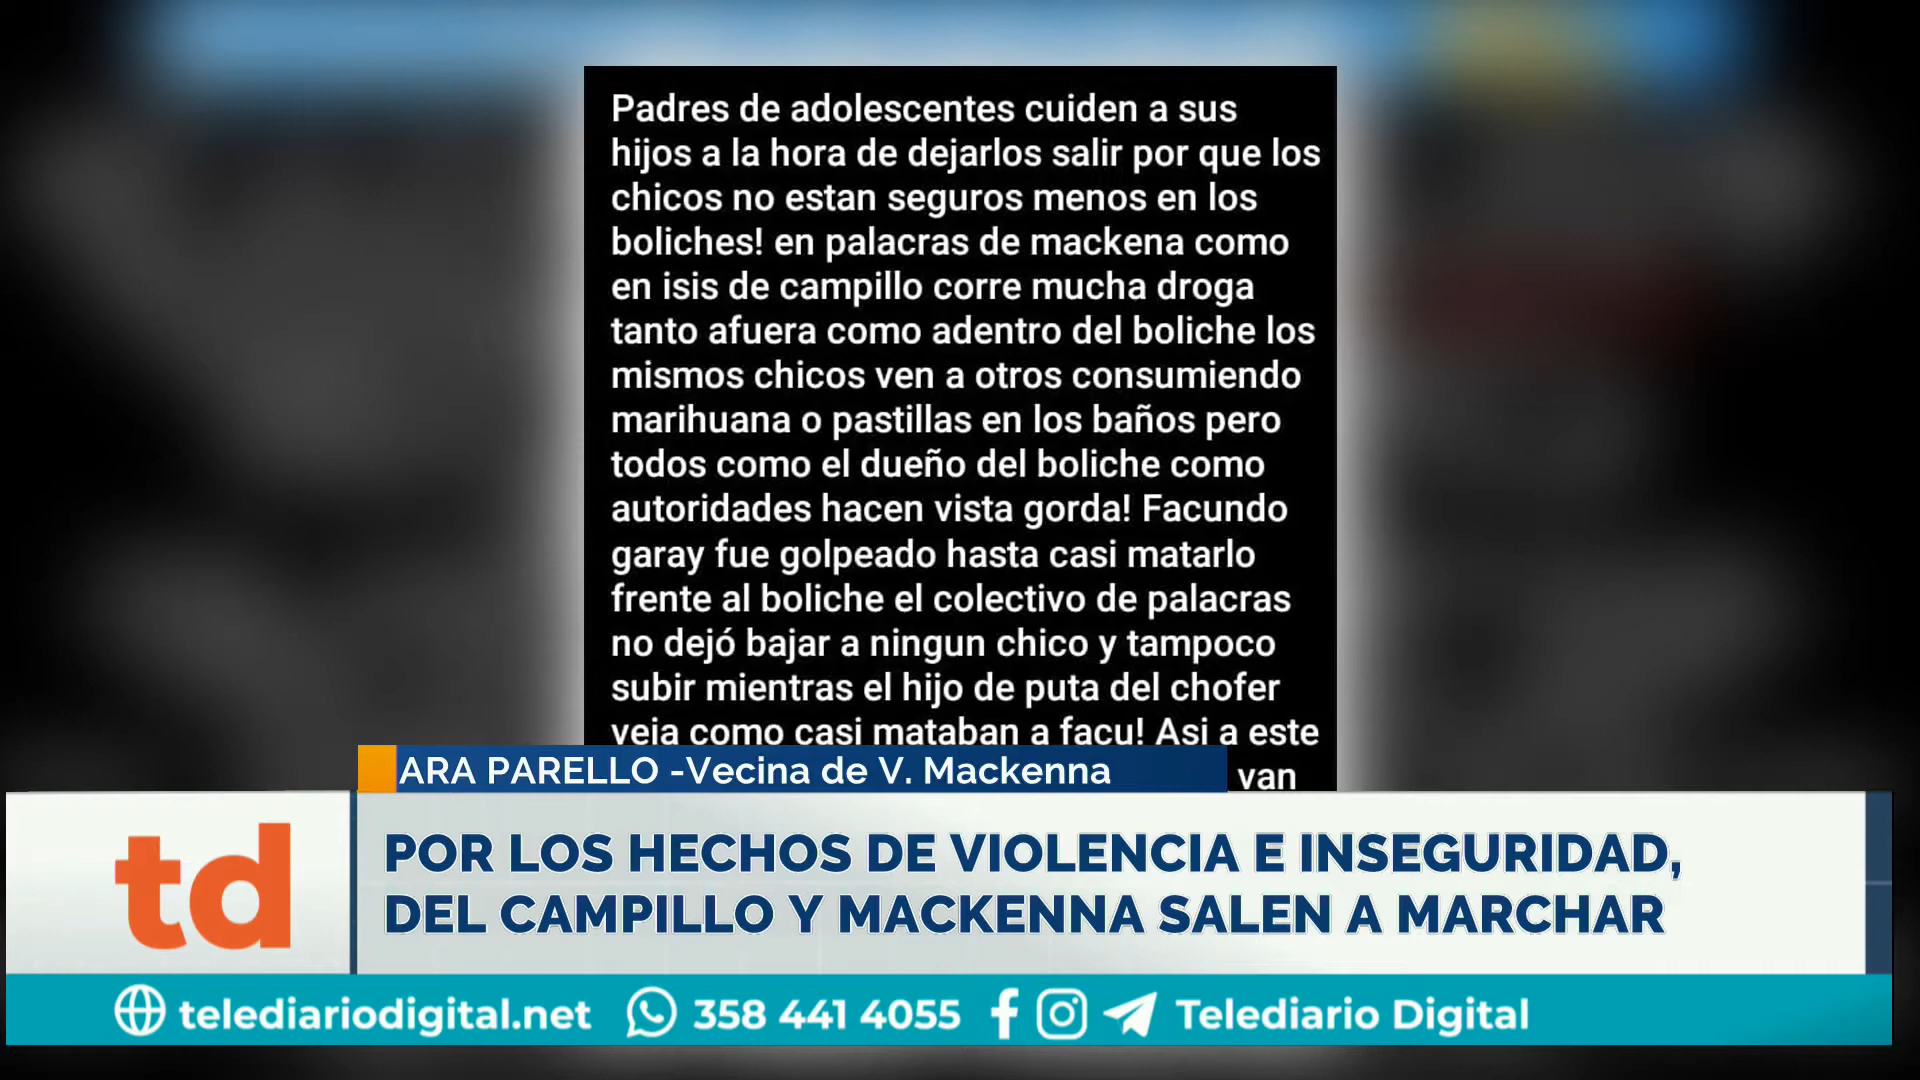 Padres de adolescentes cuiden a sus
hijos a la hora de dejarlos salir por que los
chicos no estan seguros menos en los
boliches! en palacras de mackena como
en isis de campillo corre mucha droga
tanto afuera como adentro del boliche los
mismos chicos ven a otros consumiendo
marihuana o pastillas en los baños pero
todos como el dueño del boliche como
autoridades hacen vista gorda! Facundo
garay fue golpeado hasta casi matarlo
frente al boliche el colectivo de palacras
no dejó bajar a ningun chico y tampoco
subir mientras el hijo de puta del chofer
veia como casi mataban a facu! Asi a este
van
ARA PARELLO -Vecina de V. Mackenna
td
POR LOS HECHOS DE VIOLENCIA E INSEGURIDAD,
DEL CAMPILLO Y MACKENNA SALEN A MARCHAR
telediariodigital.net 358 441 4055 Telediario Digital